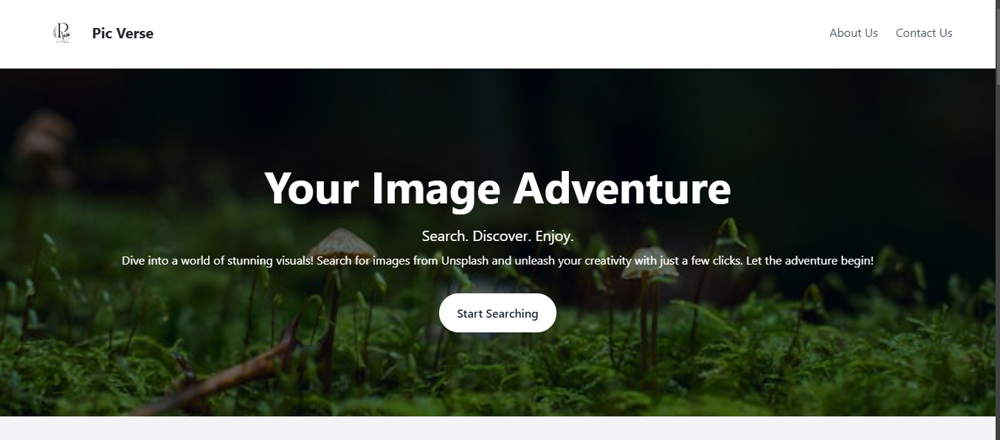 Pic Verse
About Us
Contact Us
Your Image Adventure
Search. Discover. Enjoy.
Dive into a world of stunning visuals! Search for images from Unsplash and unleash your creativity with just a few clicks. Let the adventure begin!
Start Searching